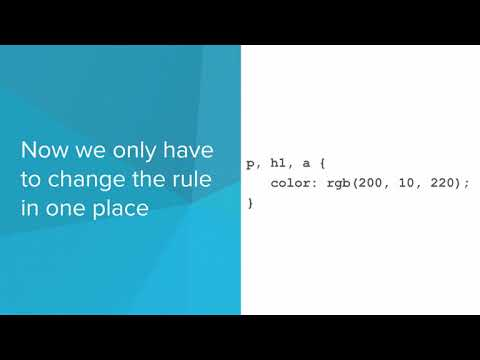 Now we only have
to change the rule
in one place
p, h1, a {
   color: rgb(200, 10, 220);
}